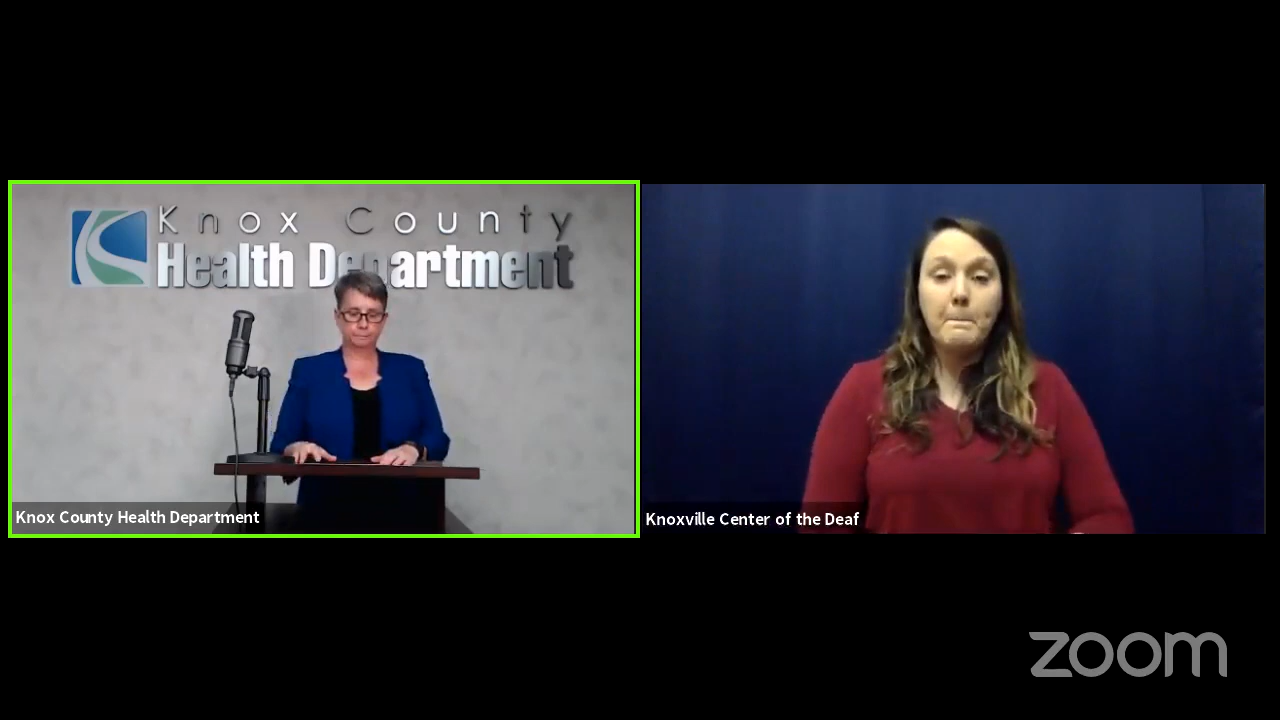 Knox County
Health Department
Knox County Health Department
Knoxville Center of the Deaf
zoom